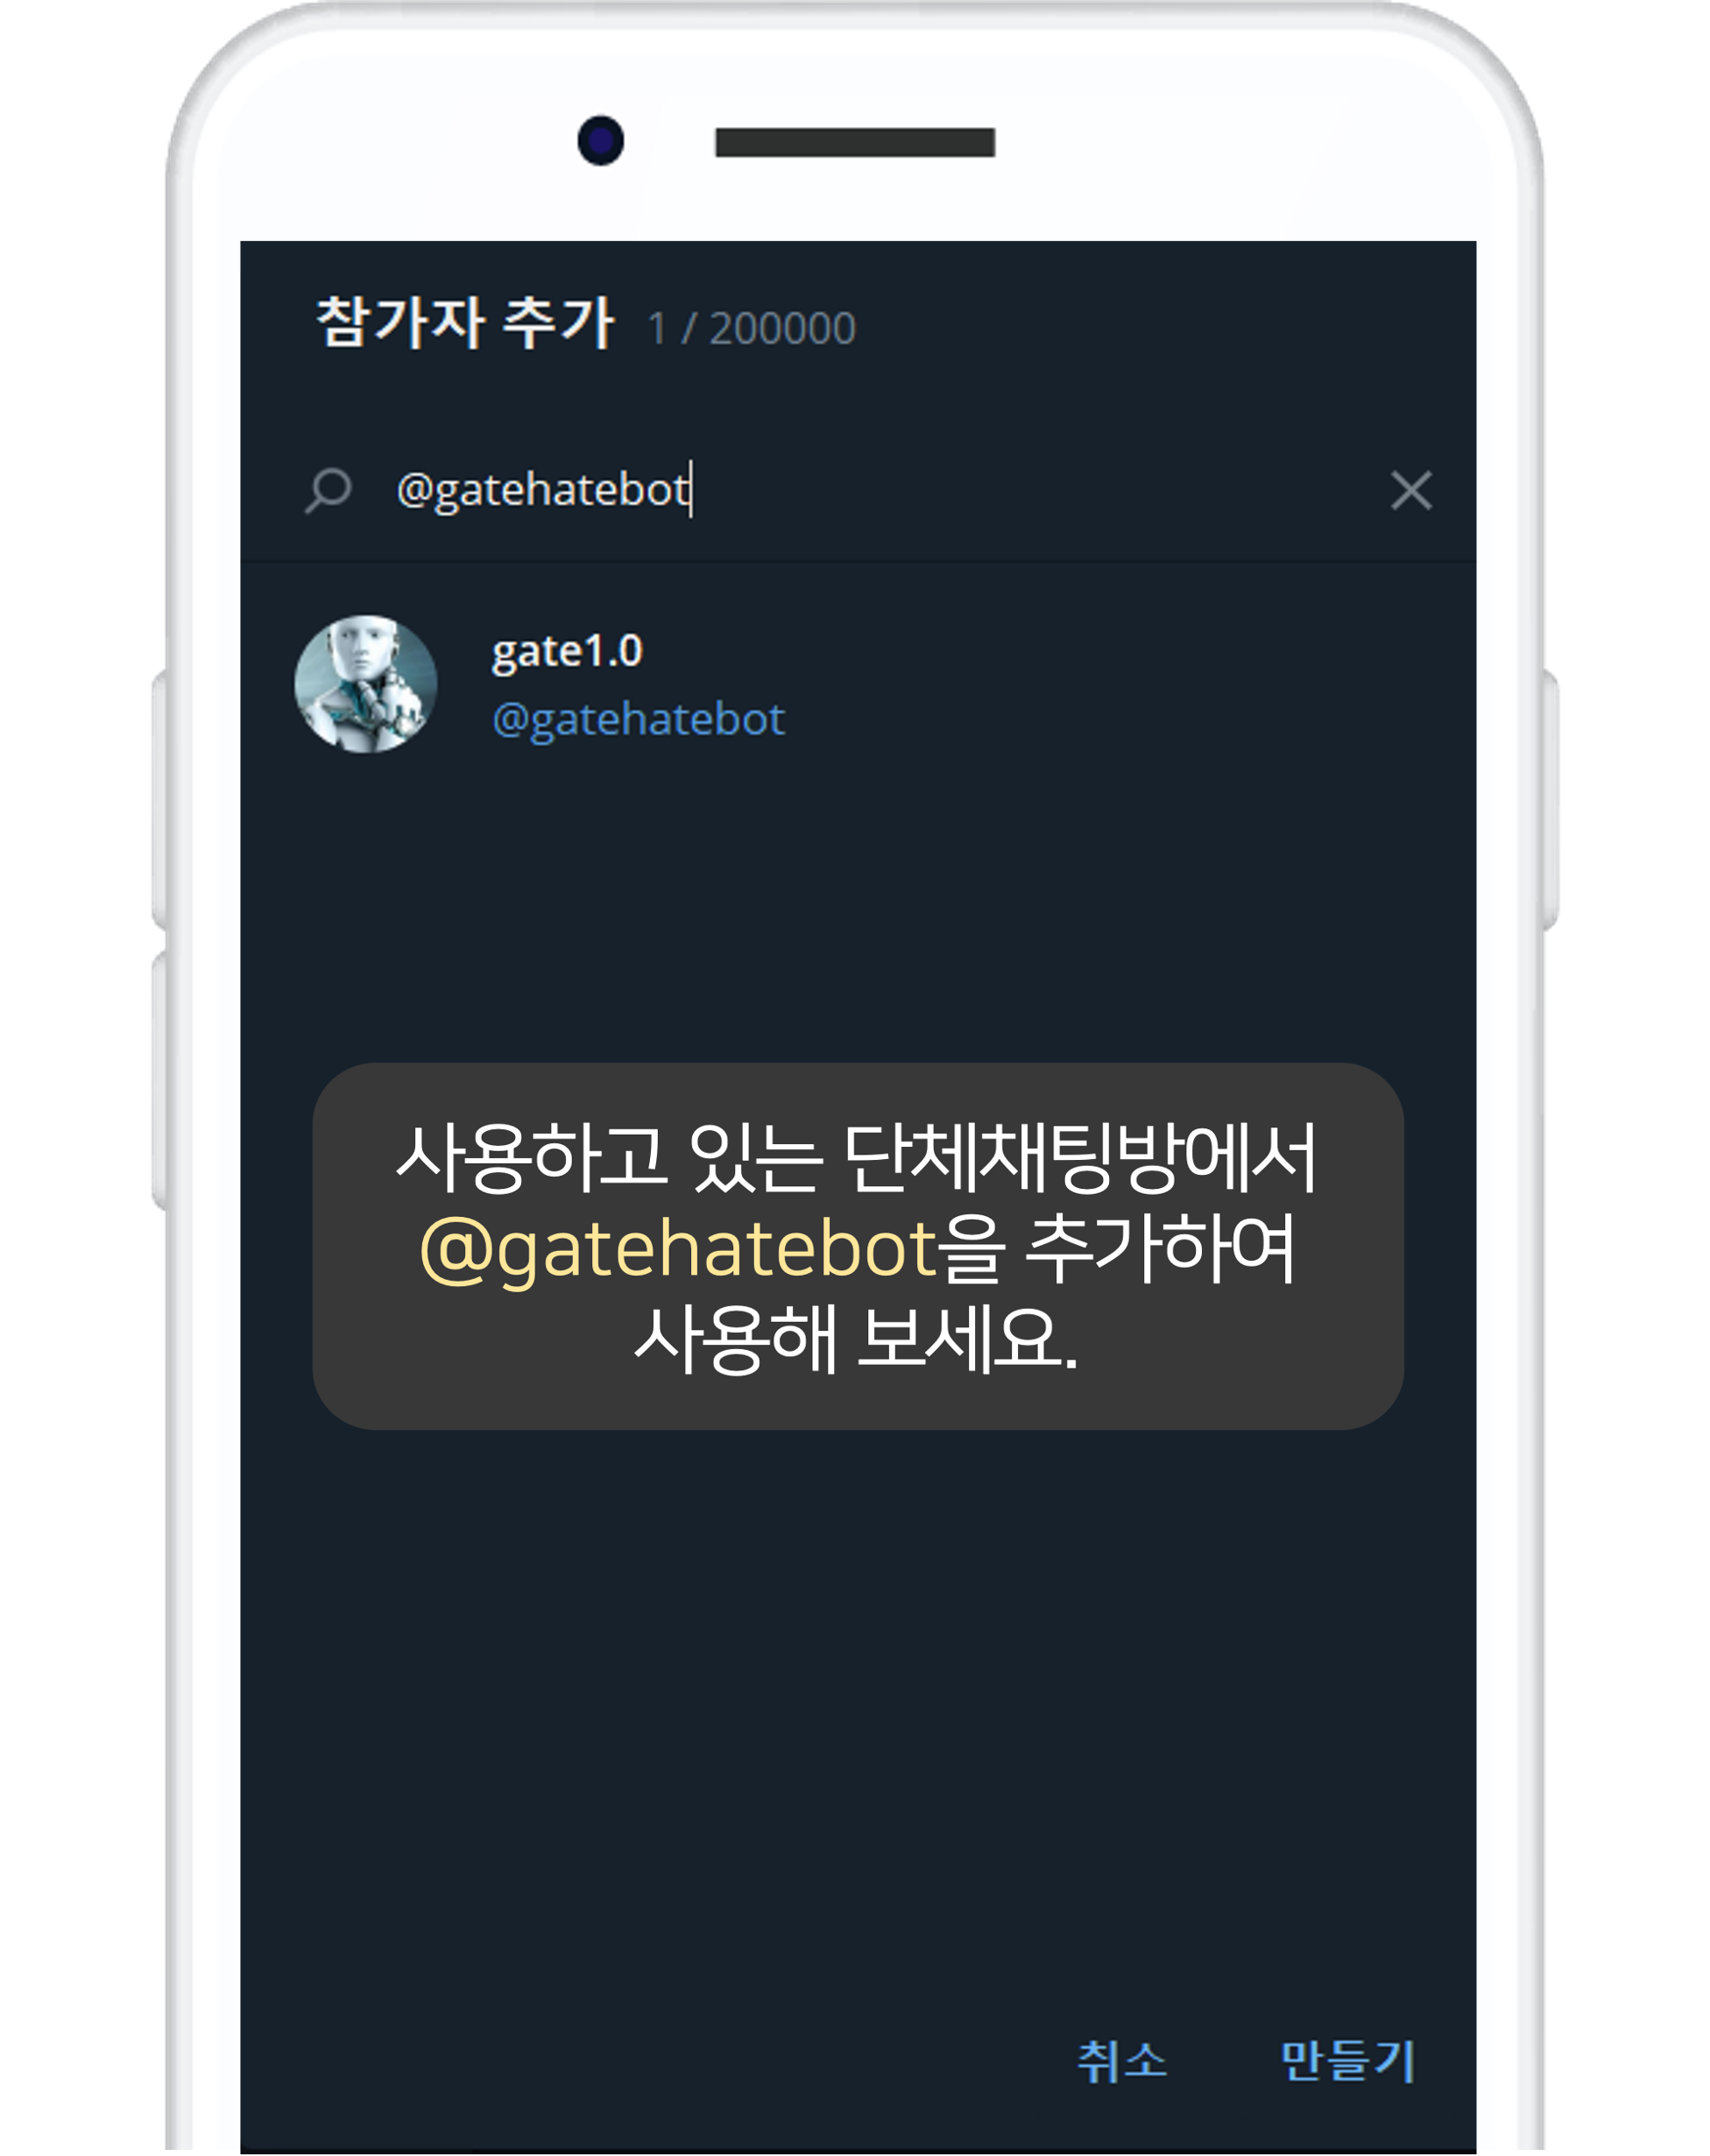 참가자 추가 1 / 200000
@gatehatebot
gate1.0
@gatehatebot
사용하고 있는 단체채팅방에서
@gatehatebot을 추가하여
사용해 보세요.
취소 만들기